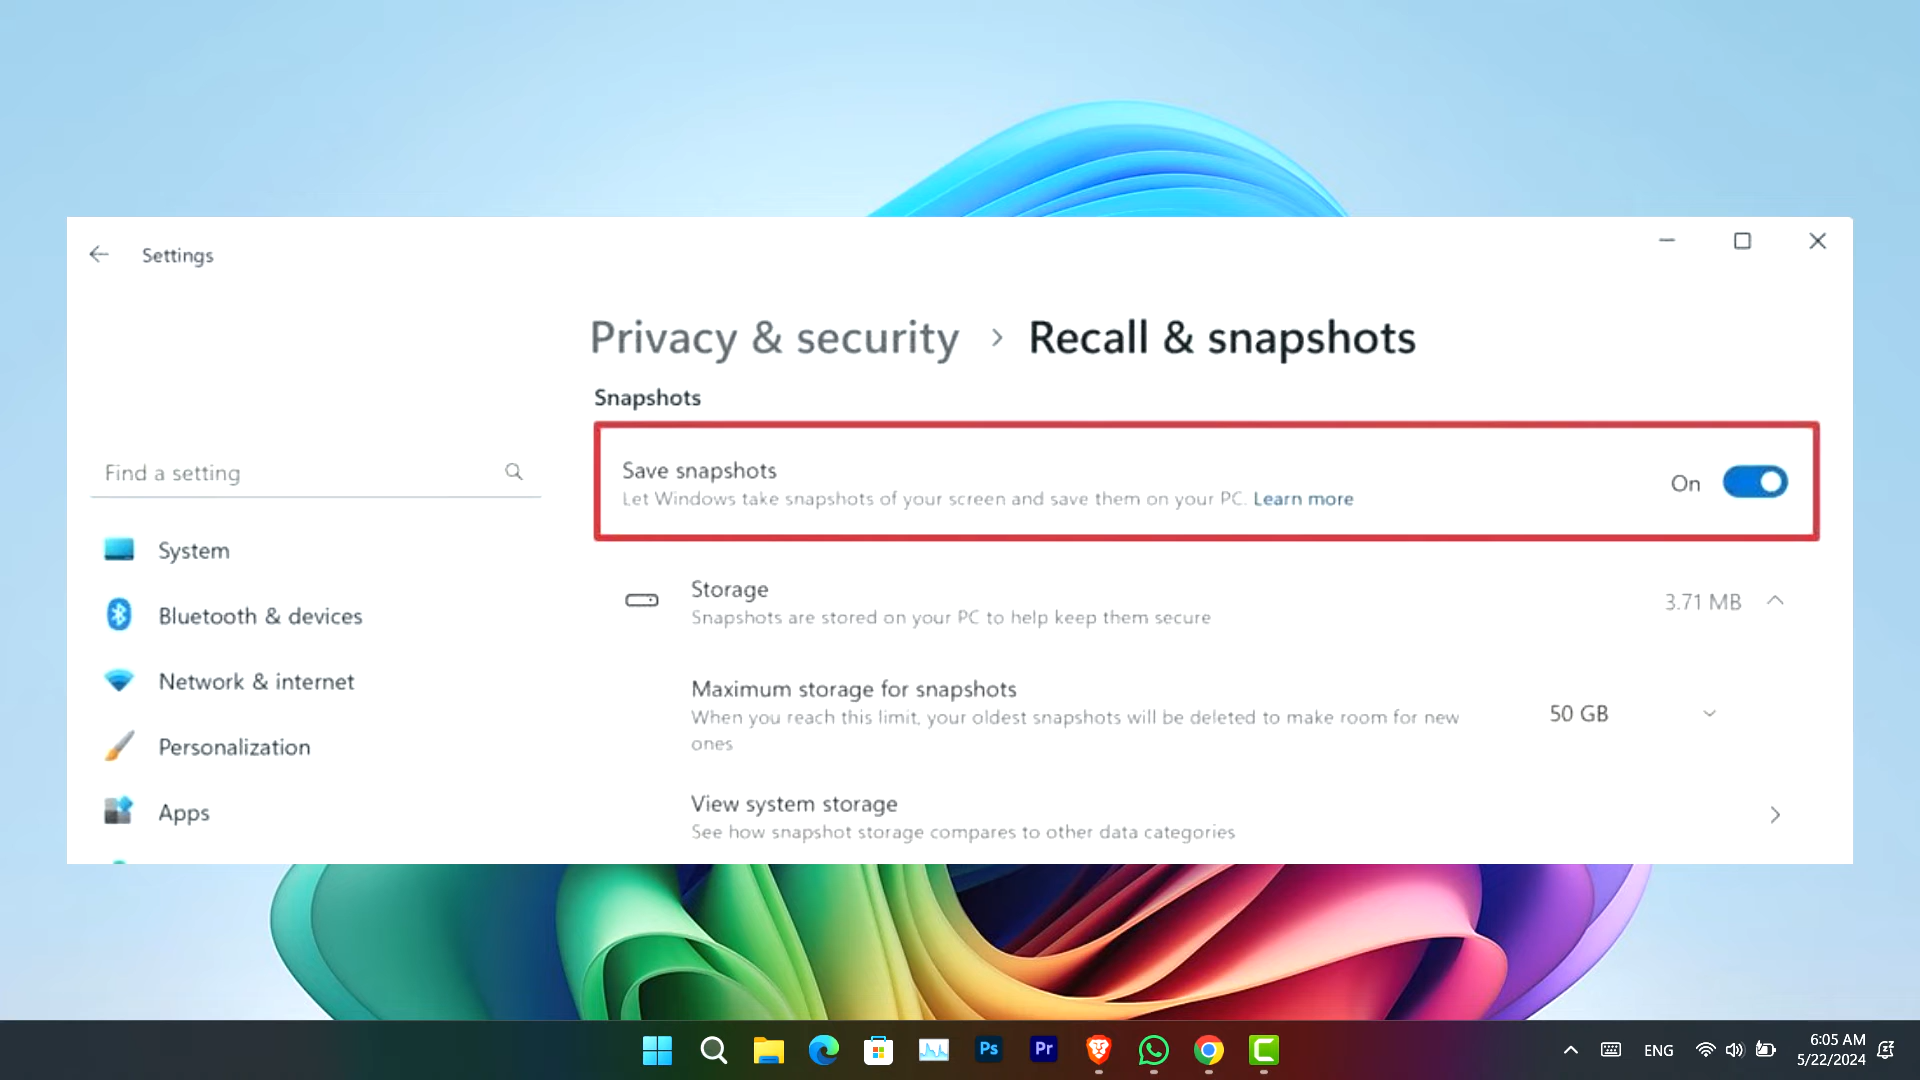 Settings
Privacy & security > Recall & snapshots
Snapshots
Find a setting
Save snapshots
Let Windows take snapshots of your screen and save them on your PC. Learn more
On
System
Storage
Snapshots are stored on your PC to help keep them secure
3.71 MB
Bluetooth & devices
Network & internet
Maximum storage for snapshots
When you reach this limit, your oldest snapshots will be deleted to make room for new
ones
50 GB
Personalization
Apps
View system storage
See how snapshot storage compares to other data categories
Ps
Pr
ENG
6:05 AM
5/22/2024